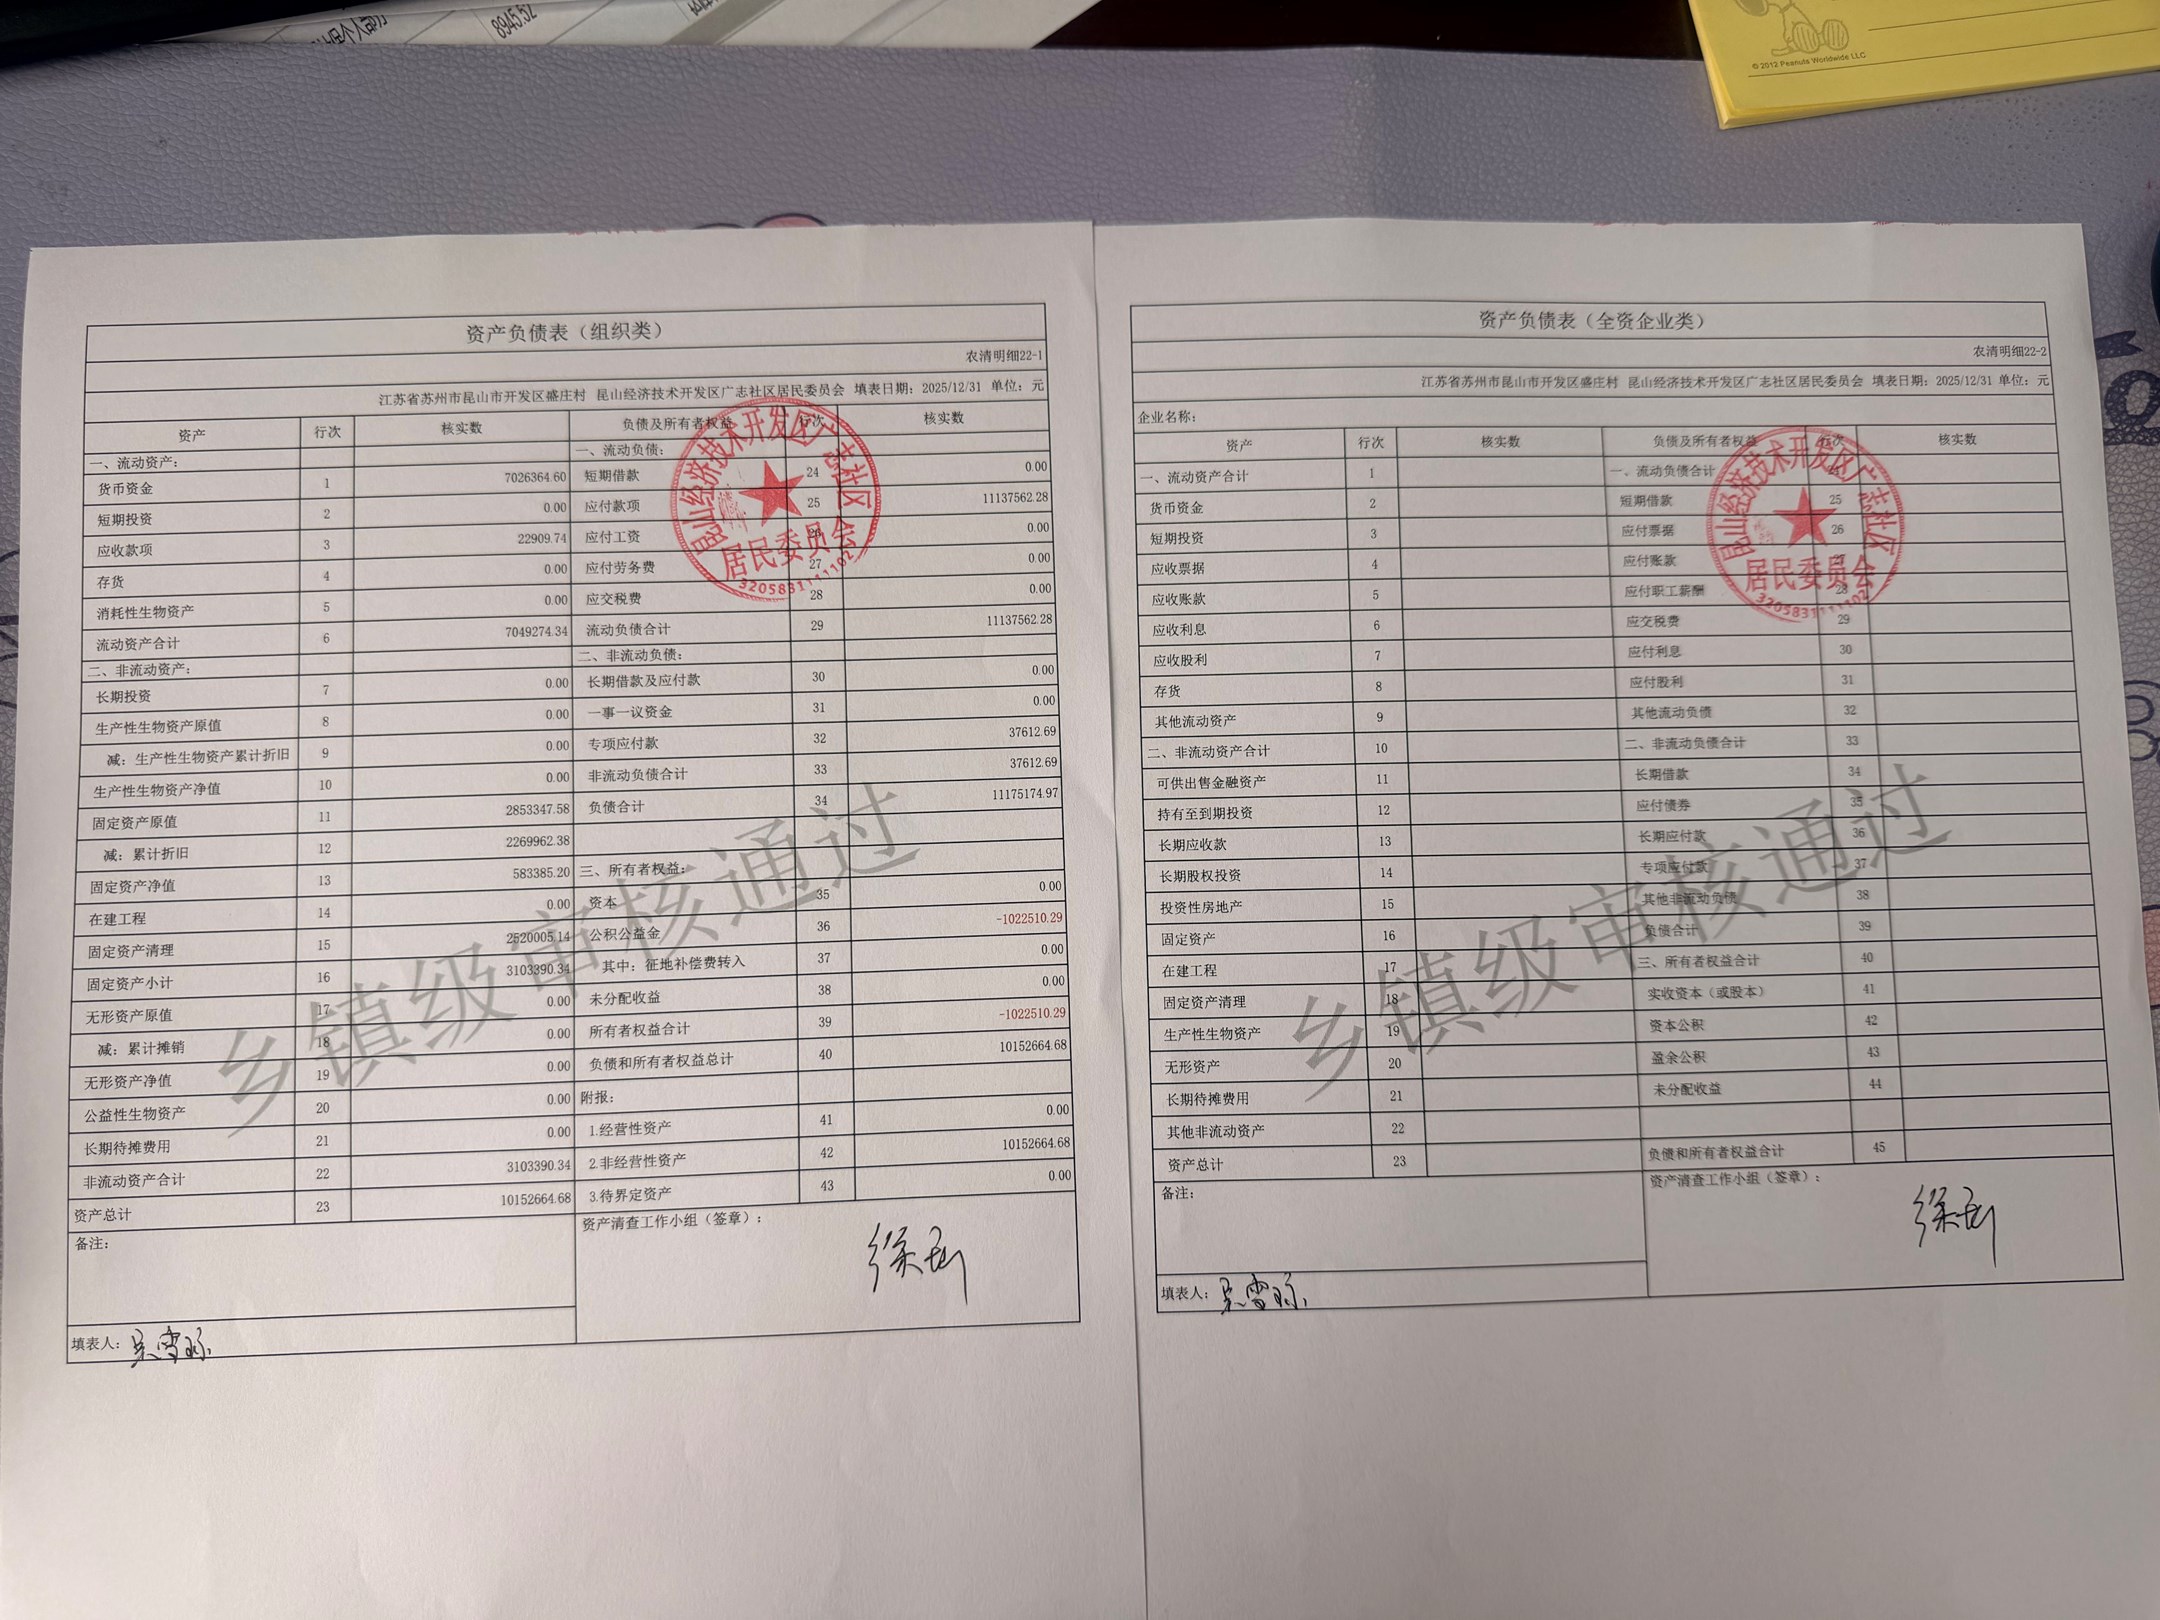 8945.52
© 2012 Peanuts Worldwide LLC
资产负债表（组织类）
农清明细22-1
江苏省苏州市昆山市开发区盛庄村 昆山经济技术开发区广志社区居民委员会 填表日期：2025/12/31 单位：元
资产 行次 核实数 负债及所有者权益 行次 核实数
一、流动资产： 一、流动负债：
货币资金 1 7026364.60 短期借款 24 0.00
短期投资 2 0.00 应付款项 25 11137562.28
应收款项 3 22909.74 应付工资 26 0.00
存货 4 0.00 应付劳务费 27 0.00
消耗性生物资产 5 0.00 应交税费 28 0.00
流动资产合计 6 7049274.34 流动负债合计 29 11137562.28
二、非流动资产： 二、非流动负债：
长期投资 7 0.00 长期借款及应付款 30 0.00
生产性生物资产原值 8 0.00 一事一议资金 31 0.00
减：生产性生物资产累计折旧 9 0.00 专项应付款 32 37612.69
生产性生物资产净值 10 0.00 非流动负债合计 33 37612.69
固定资产原值 11 2853347.58 负债合计 34 11175174.97
减：累计折旧 12 2269962.38
固定资产净值 13 583385.20 三、所有者权益：
在建工程 14 0.00 资本 35 0.00
固定资产清理 15 2520005.14 公积公益金 36 -1022510.29
固定资产小计 16 3103390.34 其中：征地补偿费转入 37 0.00
无形资产原值 17 0.00 未分配收益 38 0.00
减：累计摊销 18 0.00 所有者权益合计 39 -1022510.29
无形资产净值 19 0.00 负债和所有者权益总计 40 10152664.68
公益性生物资产 20 0.00 附报：
长期待摊费用 21 0.00 1.经营性资产 41 0.00
非流动资产合计 22 3103390.34 2.非经营性资产 42 10152664.68
资产总计 23 10152664.68 3.待界定资产 43 0.00
备注： 资产清查工作小组（签章）：
填表人：
昆山经济技术开发区广志社区
居民委员会
乡镇级审核通过
资产负债表（全资企业类）
农清明细22-2
江苏省苏州市昆山市开发区盛庄村 昆山经济技术开发区广志社区居民委员会 填表日期：2025/12/31 单位：元
企业名称：
资产 行次 核实数 负债及所有者权益 行次 核实数
一、流动资产合计 1 一、流动负债合计
货币资金 2 短期借款 25
短期投资 3 应付票据 26
应收票据 4 应付账款 27
应收账款 5 应付职工薪酬 28
应收利息 6 应交税费 29
应收股利 7 应付利息 30
存货 8 应付股利 31
其他流动资产 9 其他流动负债 32
二、非流动资产合计 10 二、非流动负债合计 33
可供出售金融资产 11 长期借款 34
持有至到期投资 12 应付债券 35
长期应收款 13 长期应付款 36
长期股权投资 14 专项应付款 37
投资性房地产 15 其他非流动负债 38
固定资产 16 负债合计 39
在建工程 17 三、所有者权益合计 40
固定资产清理 18 实收资本（或股本） 41
生产性生物资产 19 资本公积 42
无形资产 20 盈余公积 43
长期待摊费用 21 未分配收益 44
其他非流动资产 22
资产总计 23 负债和所有者权益合计 45
备注： 资产清查工作小组（签章）：
填表人：
昆山经济技术开发区广志社区
居民委员会
乡镇级审核通过